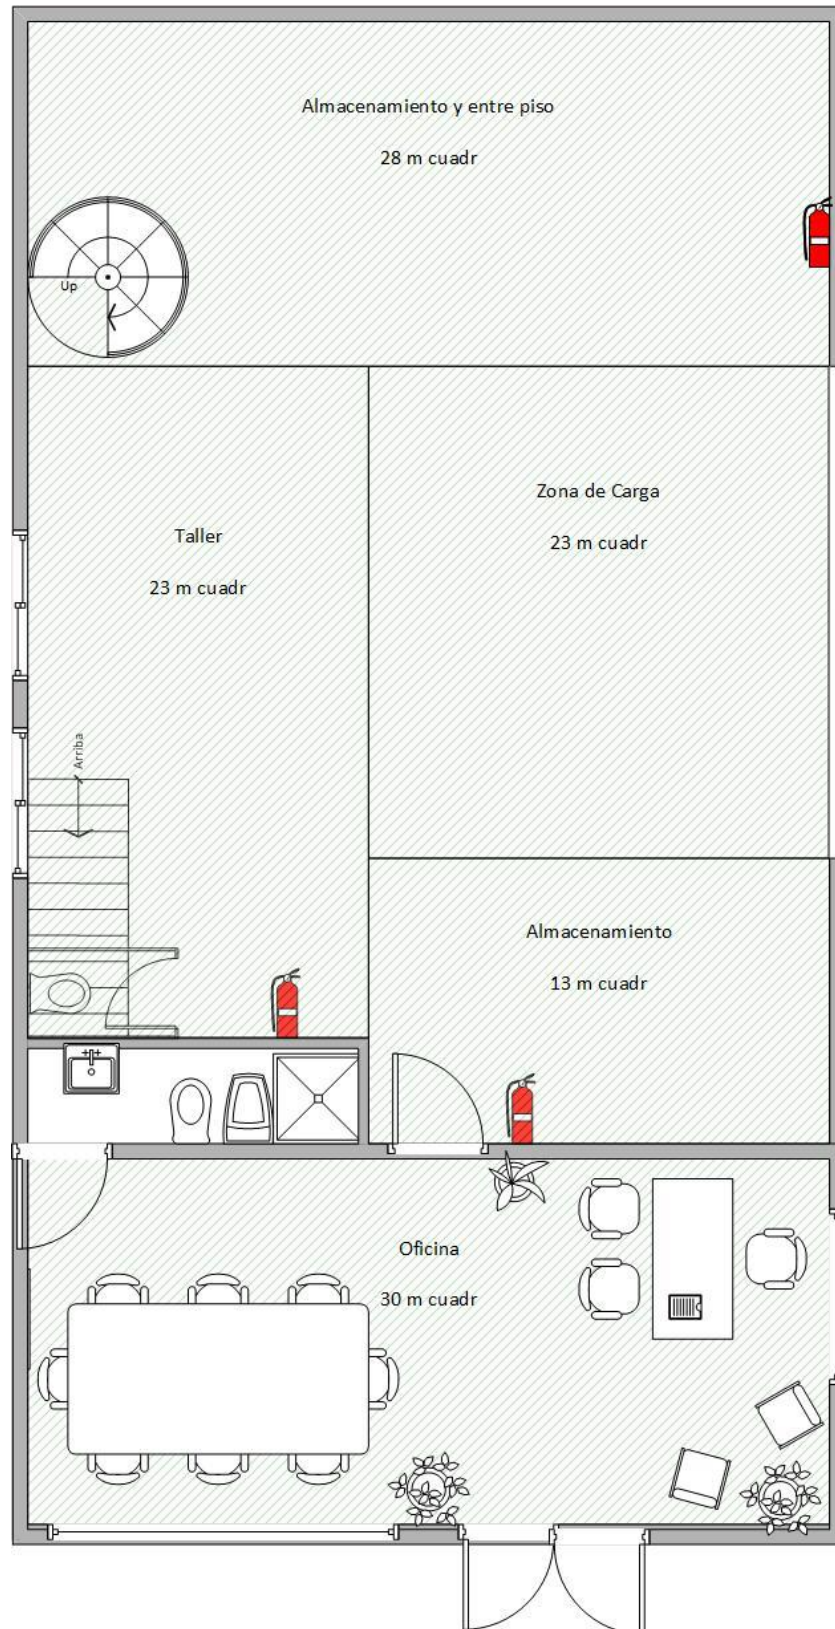 Almacenamiento y entre piso
28 m cuadr
Up
Zona de Carga
23 m cuadr
Taller
23 m cuadr
Arriba
Almacenamiento
13 m cuadr
Oficina
30 m cuadr